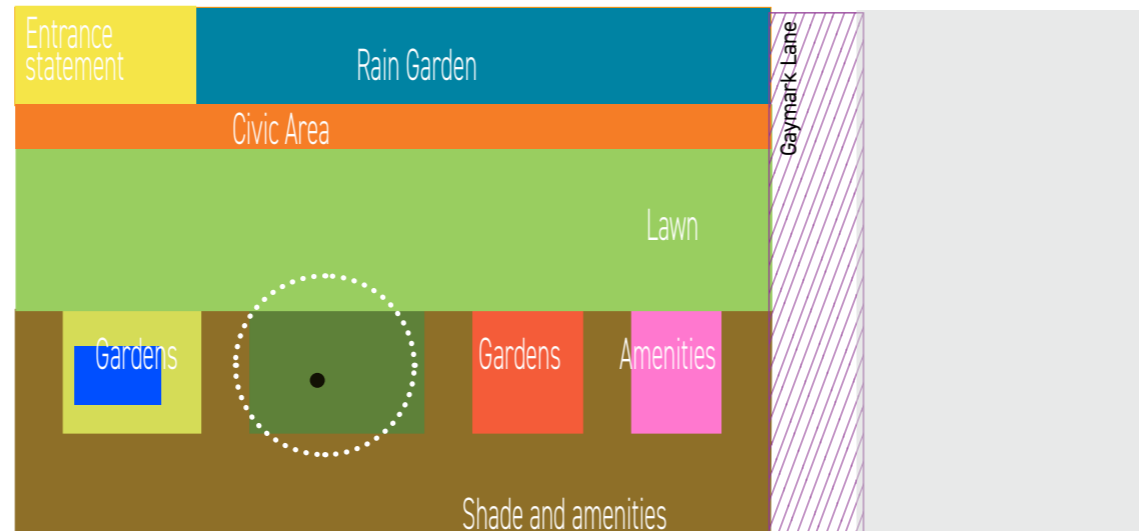 Entrance
statement
Rain Garden
Gaymark Lane
Civic Area
Lawn
Gardens
Gardens
Amenities
Shade and amenities